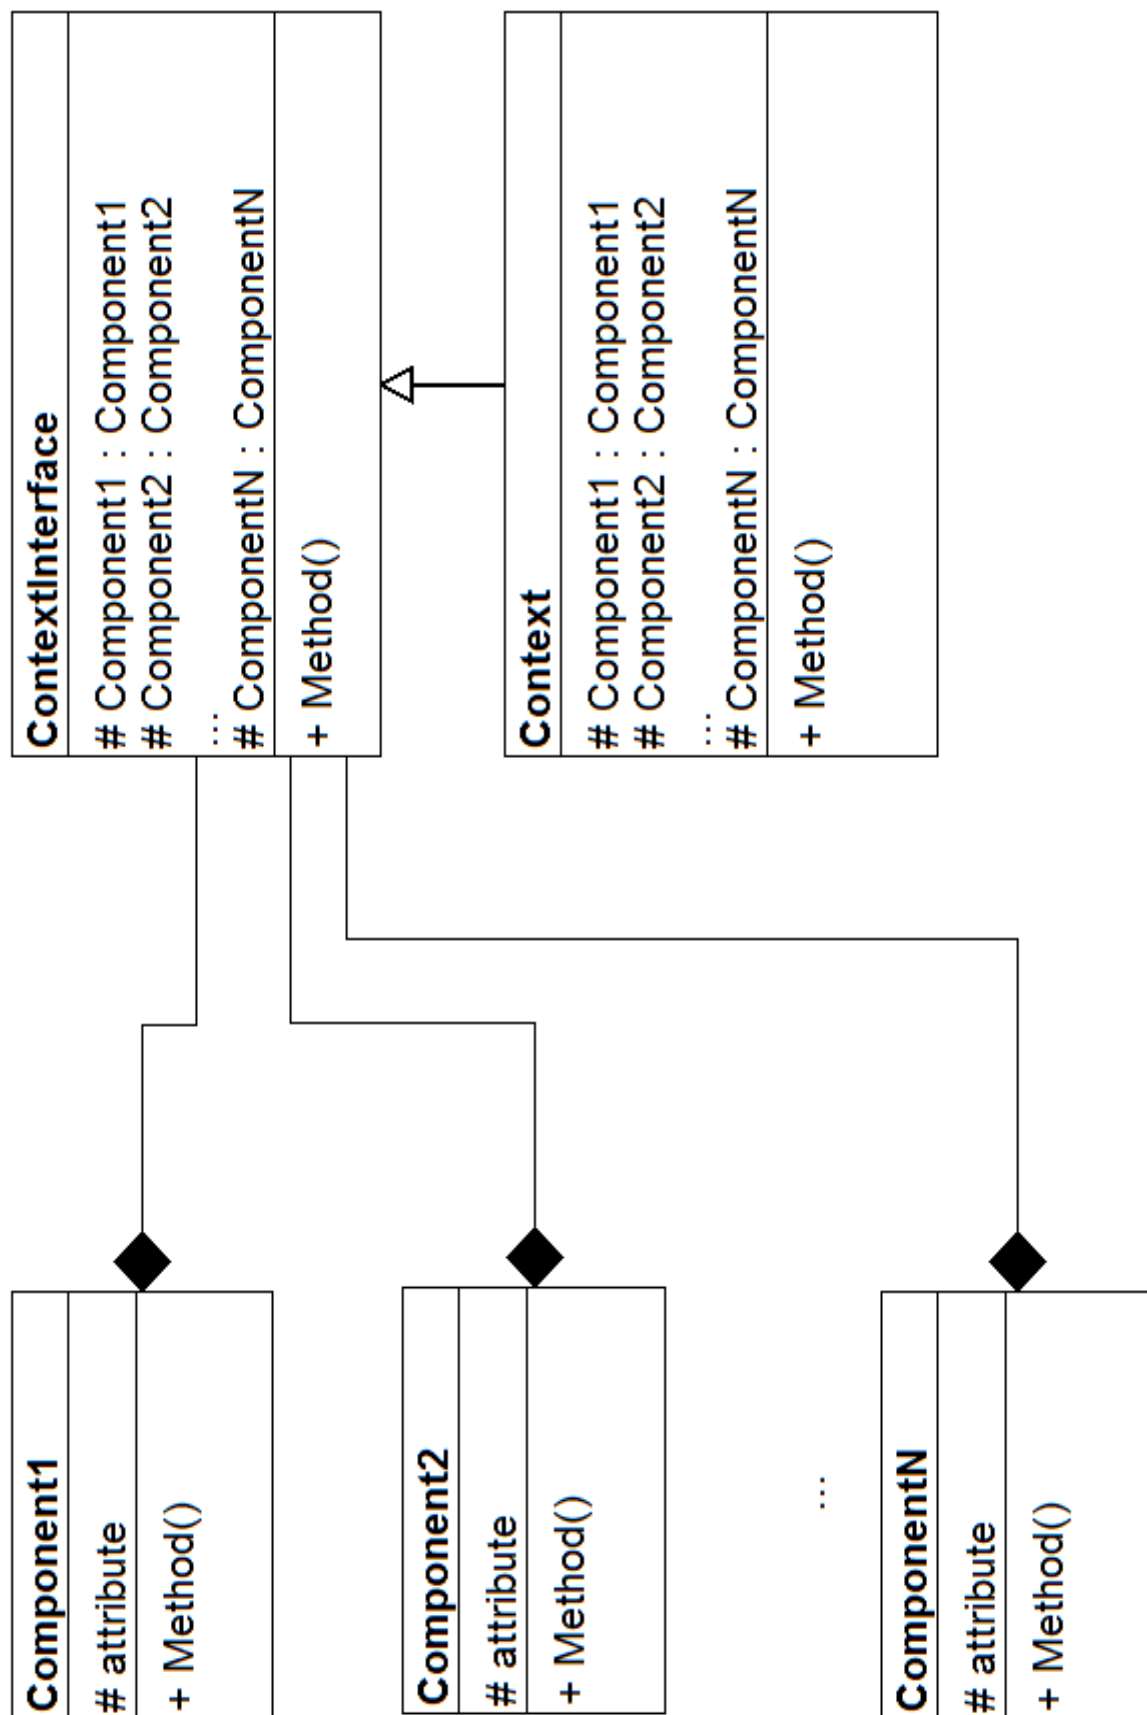 Component1
# attribute
+ Method()
Component2
# attribute
+ Method()
...
ComponentN
# attribute
+ Method()
ContextInterface
# Component1 : Component1
# Component2 : Component2
...
# ComponentN : ComponentN
+ Method()
Context
# Component1 : Component1
# Component2 : Component2
...
# ComponentN : ComponentN
+ Method()